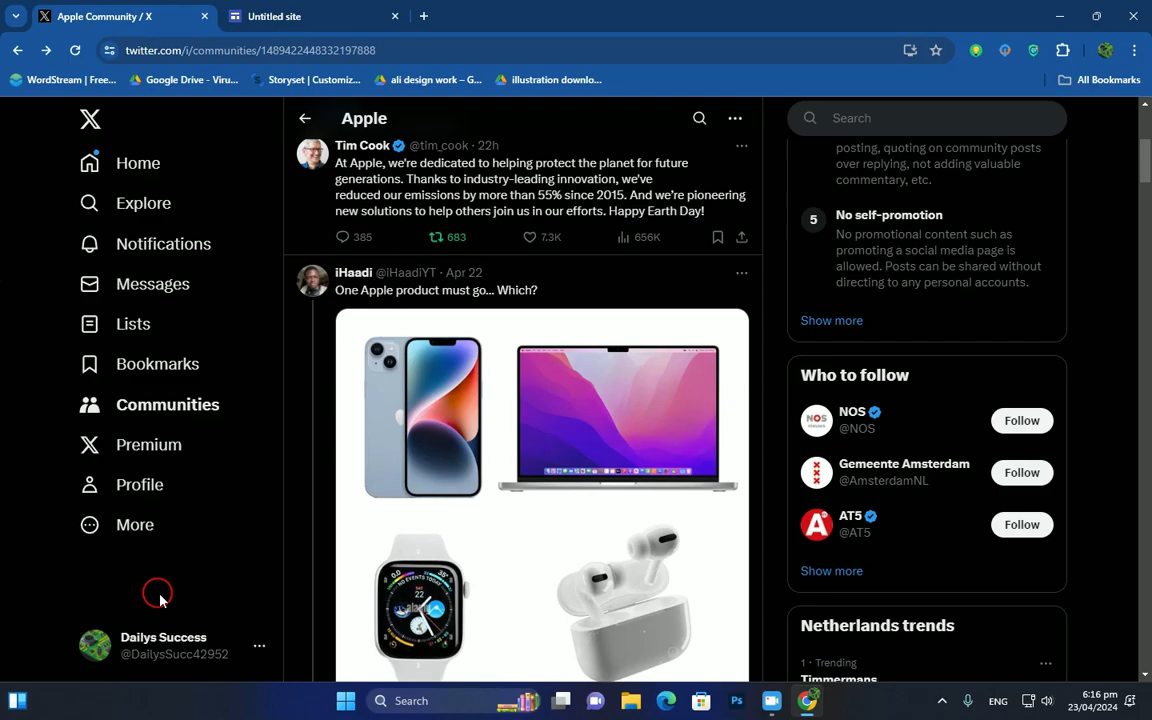 Apple Community / X
Untitled site
twitter.com/i/communities/1489422448332197888
WordStream | Free...
Google Drive - Viru...
Storyset | Customiz...
ali design work – G...
illustration downlo...
All Bookmarks
Home
Explore
Notifications
Messages
Lists
Bookmarks
Communities
Premium
Profile
More
Dailys Success
@DailysSucc42952
Apple
Tim Cook @tim_cook · 22h
At Apple, we're dedicated to helping protect the planet for future
generations. Thanks to industry-leading innovation, we've
reduced our emissions by more than 55% since 2015. And we're pioneering
new solutions to help others join us in our efforts. Happy Earth Day!
385 683 7.3K 656K
iHaadi @iHaadiYT · Apr 22
One Apple product must go... Which?
Search
posting, quoting on community posts
over replying, not adding valuable
commentary, etc.
5 No self-promotion
No promotional content such as
promoting a social media page is
allowed. Posts can be shared without
directing to any personal accounts.
Show more
Who to follow
NOS
@NOS
Follow
Gemeente Amsterdam
@AmsterdamNL
Follow
AT5
@AT5
Follow
Show more
Netherlands trends
1 · Trending
Timmermans
Search
Ps
ENG
6:16 pm
23/04/2024